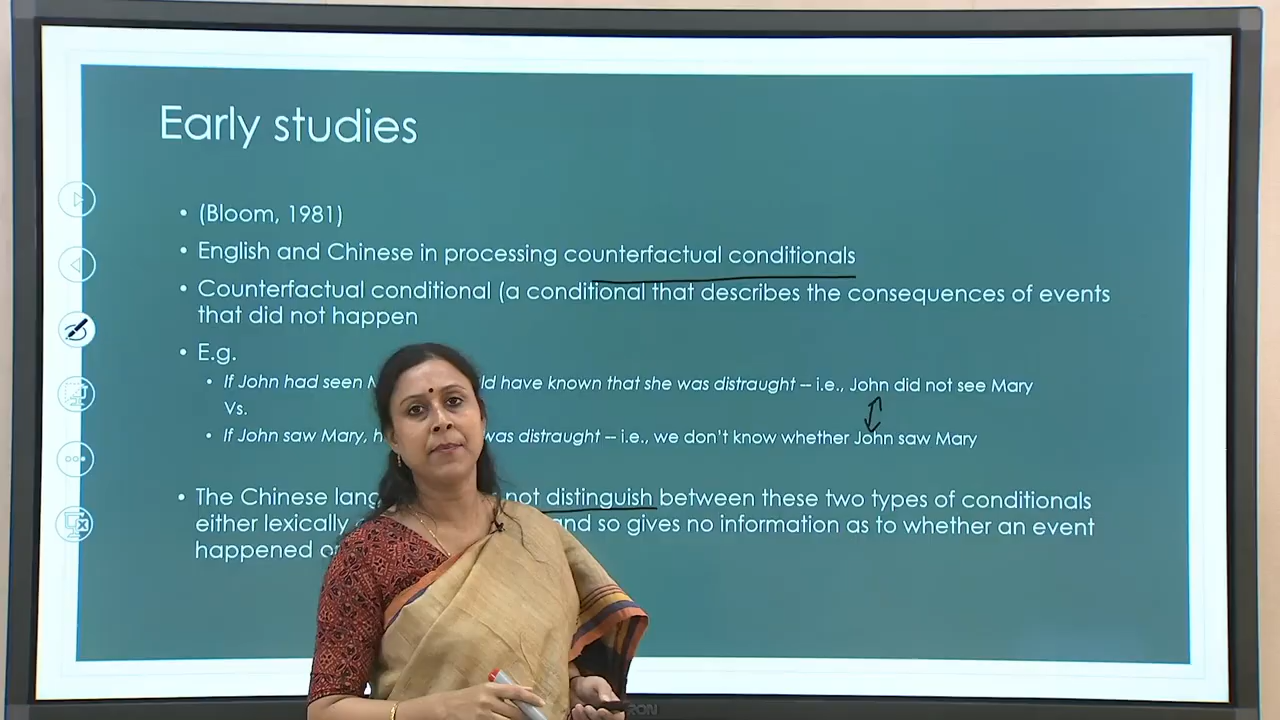 Early studies
• (Bloom, 1981)
• English and Chinese in processing counterfactual conditionals
• Counterfactual conditional (a conditional that describes the consequences of events
that did not happen
• E.g.
• If John had seen have known that she was distraught – i.e., John did not see Mary
Vs.
• If John saw Mary, was distraught – i.e., we don't know whether John saw Mary
• The Chinese not distinguish between these two types of conditionals
either lexically and so gives no information as to whether an event
happened